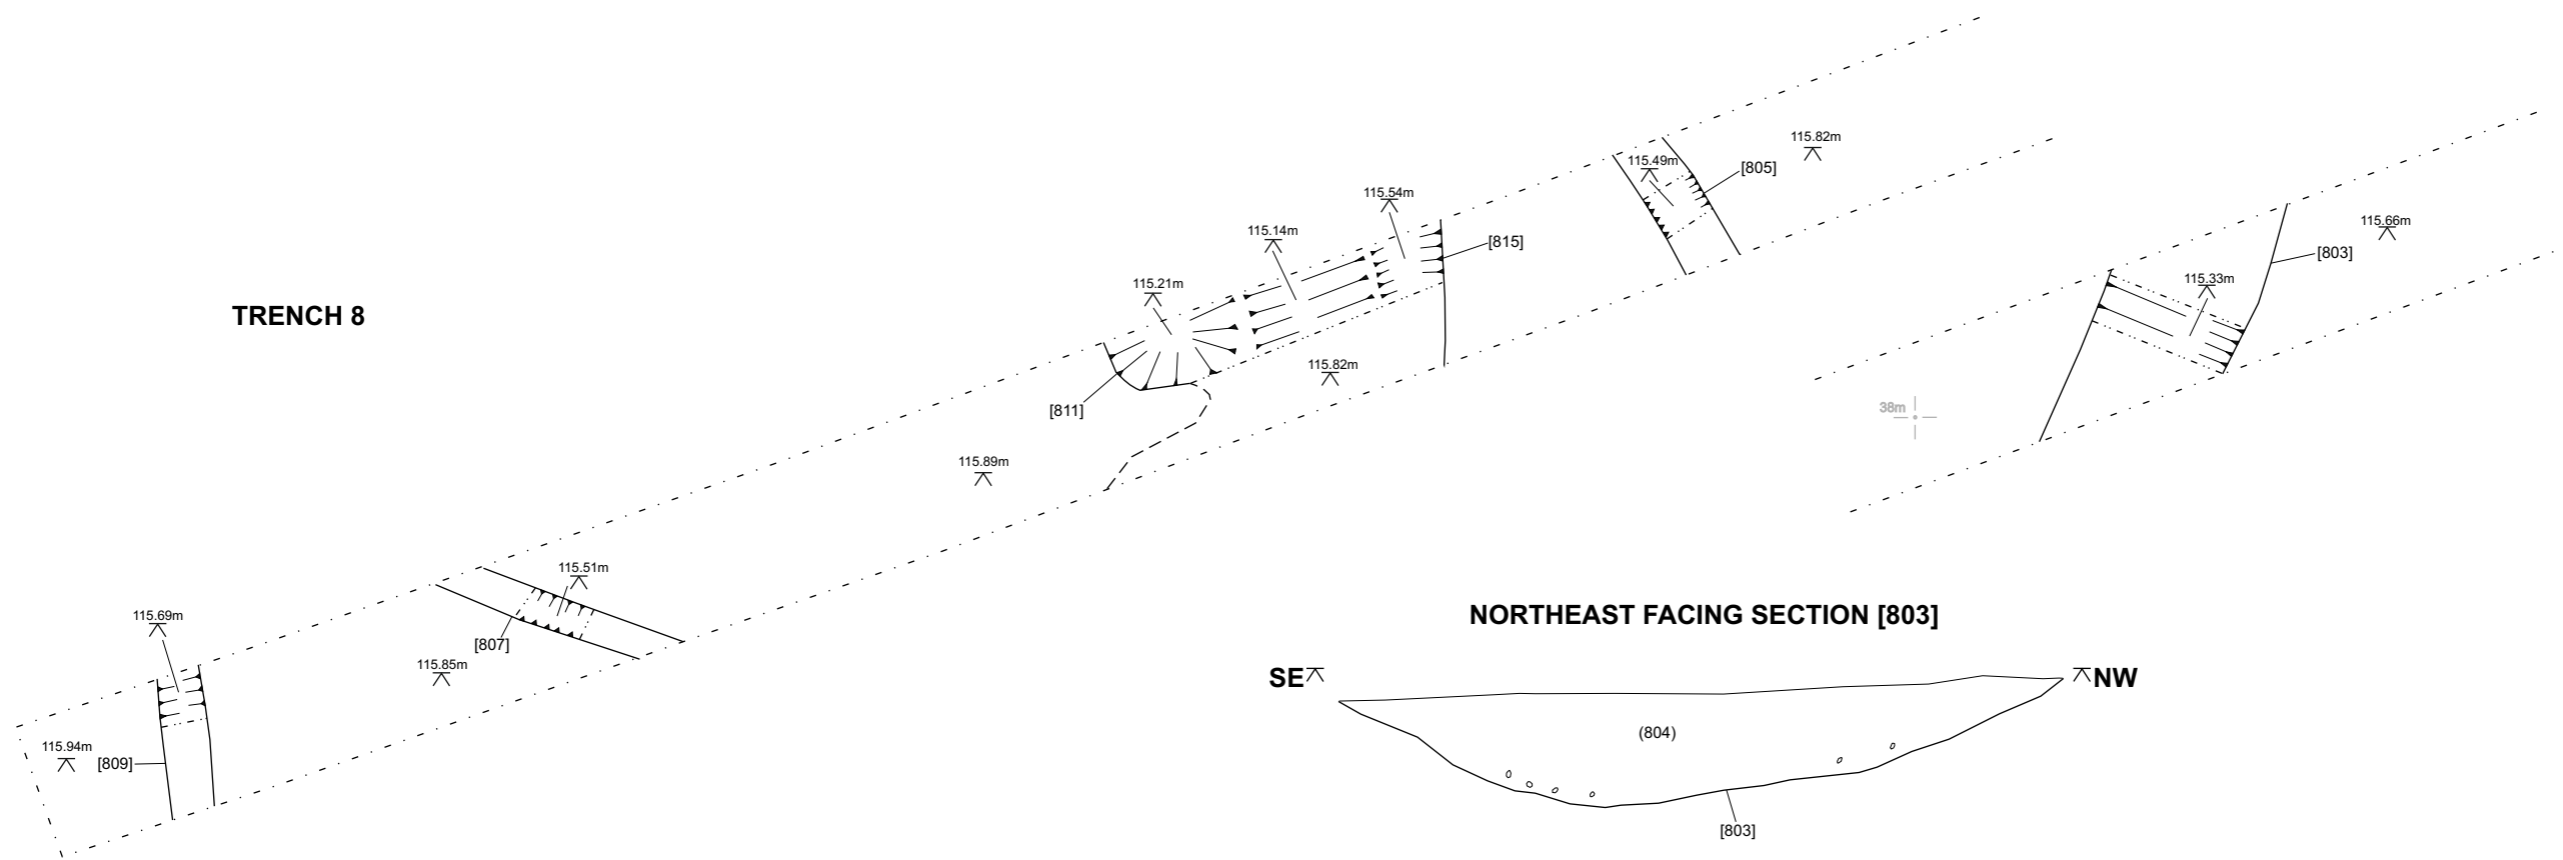 115.82m
[805]
115.49m
115.54m
115.66m
115.14m
[815]
[803]
115.21m
115.33m
TRENCH 8
115.82m
[811]
38m
115.89m
115.51m
NORTHEAST FACING SECTION [803]
115.69m
[807]
115.85m
SE
NW
(804)
115.94m
[809]
[803]